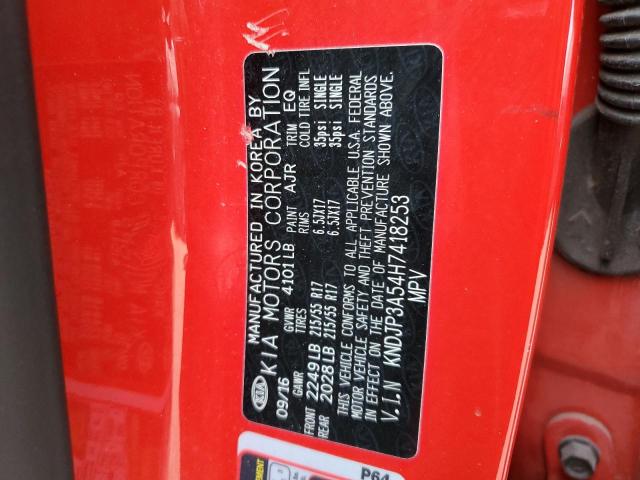 MANUFACTURED IN KOREA BY
KIA KIA MOTORS CORPORATION
09/16 GVWR 4101LB PAINT AJR TRIM EQ
GAWR TIRES RIMS COLD TIRE INFL
FRONT 2249LB 215/55 R17 6.5JX17 35psi SINGLE
REAR 2028LB 215/55 R17 6.5JX17 35psi SINGLE
THIS VEHICLE CONFORMS TO ALL APPLICABLE U.S.A. FEDERAL
MOTOR VEHICLE SAFETY AND THEFT PREVENTION STANDARDS
IN EFFECT ON THE DATE OF MANUFACTURE SHOWN ABOVE.
V.I.N KNDJP3A54H7418253
MPV
P64